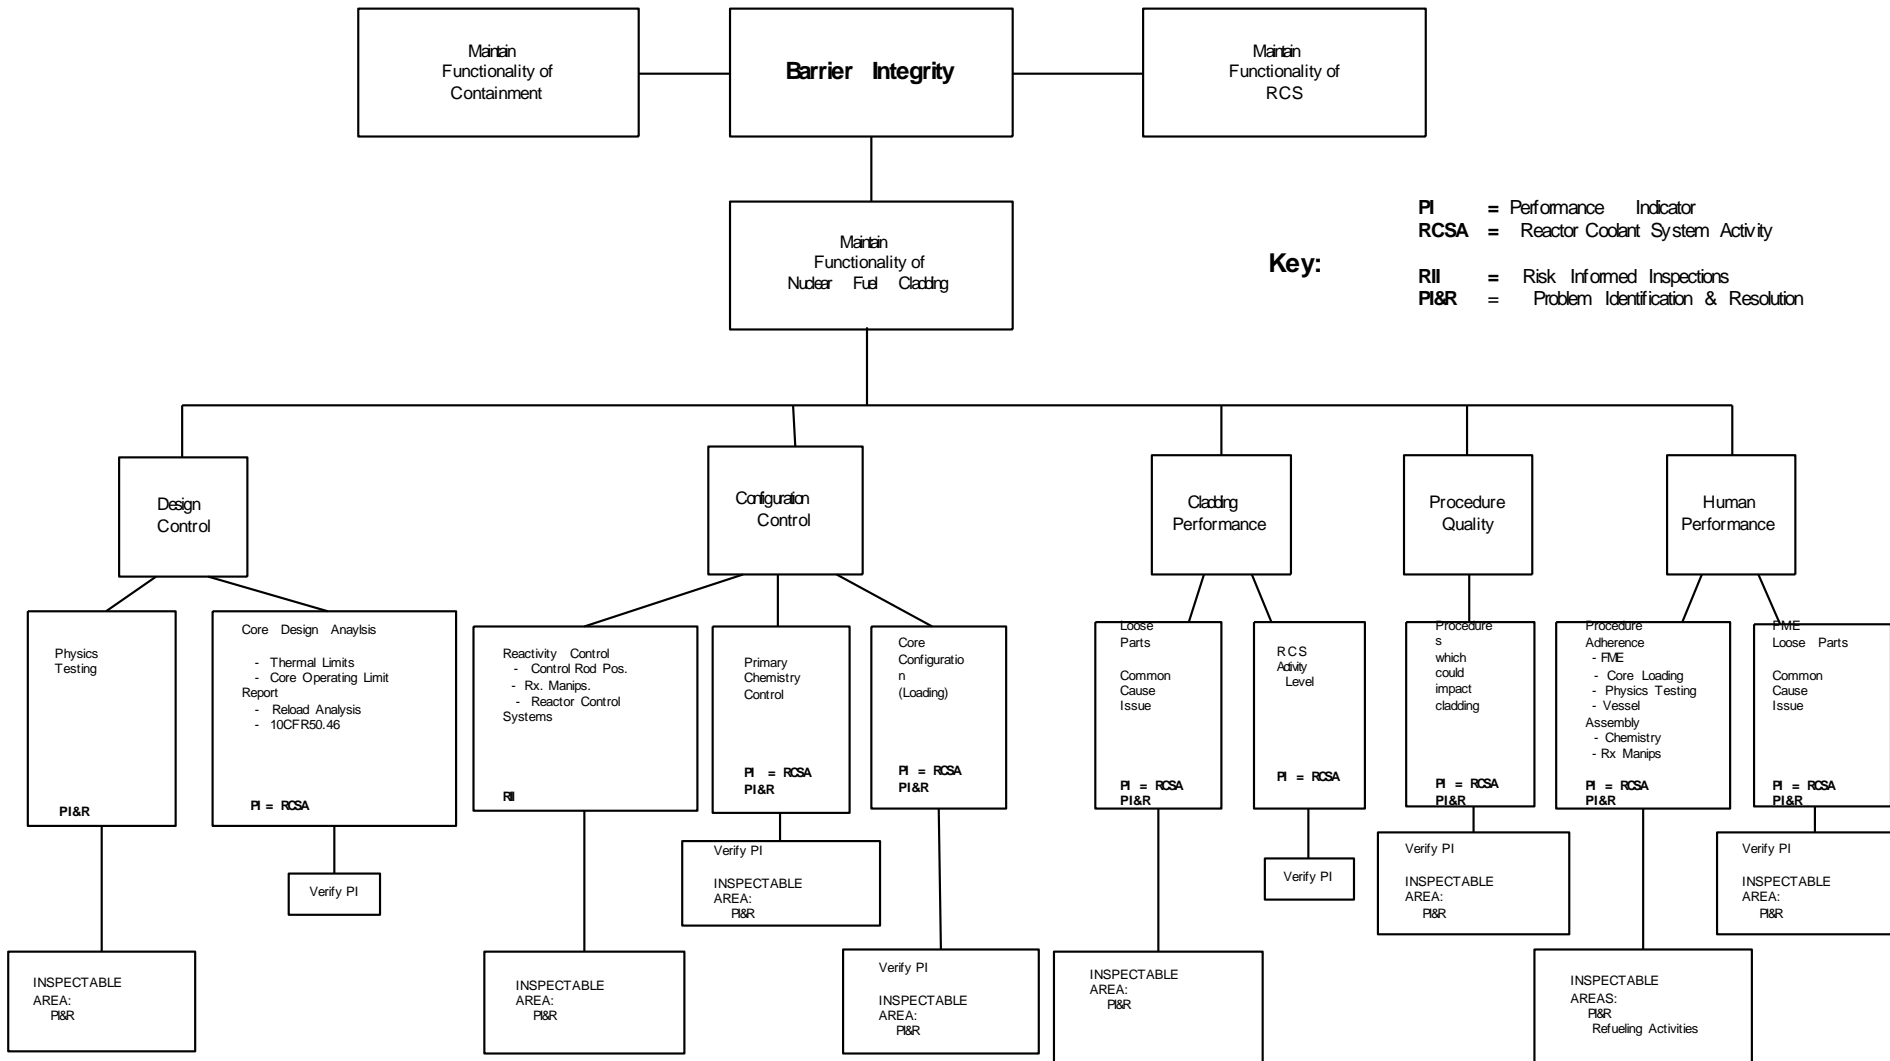 Maintain
Functionality of
Containment
Barrier Integrity
Maintain
Functionality of
RCS
Maintain
Functionality of
Nuclear Fuel Cladding
Key:
PI = Performance Indicator
RCSA = Reactor Coolant System Activity
RII = Risk Informed Inspections
PI&R = Problem Identification & Resolution
Design
Control
Configuration
Control
Cladding
Performance
Procedure
Quality
Human
Performance
Physics
Testing
PI&R
Core Design Anaylsis
- Thermal Limits
- Core Operating Limit
Report
- Reload Analysis
- 10CFR50.46
PI = RCSA
Reactivity Control
- Control Rod Pos.
- Rx. Manips.
- Reactor Control
Systems
RII
Primary
Chemistry
Control
PI = RCSA
PI&R
Core
Configuratio
n
(Loading)
PI = RCSA
PI&R
Loose
Parts
Common
Cause
Issue
PI = RCSA
PI&R
RCS
Activity
Level
PI = RCSA
Procedure
s
which
could
impact
cladding
PI = RCSA
PI&R
Procedure
Adherence
- FME
- Core Loading
- Physics Testing
- Vessel
Assembly
- Chemistry
- Rx Manips
PI = RCSA
PI&R
FME
Loose Parts
Common
Cause
Issue
PI = RCSA
PI&R
Verify PI
Verify PI
INSPECTABLE
AREA:
PI&R
Verify PI
Verify PI
INSPECTABLE
AREA:
PI&R
Verify PI
INSPECTABLE
AREA:
PI&R
INSPECTABLE
AREA:
PI&R
INSPECTABLE
AREA:
PI&R
Verify PI
INSPECTABLE
AREA:
PI&R
INSPECTABLE
AREA:
PI&R
INSPECTABLE
AREAS:
PI&R
Refueling Activities